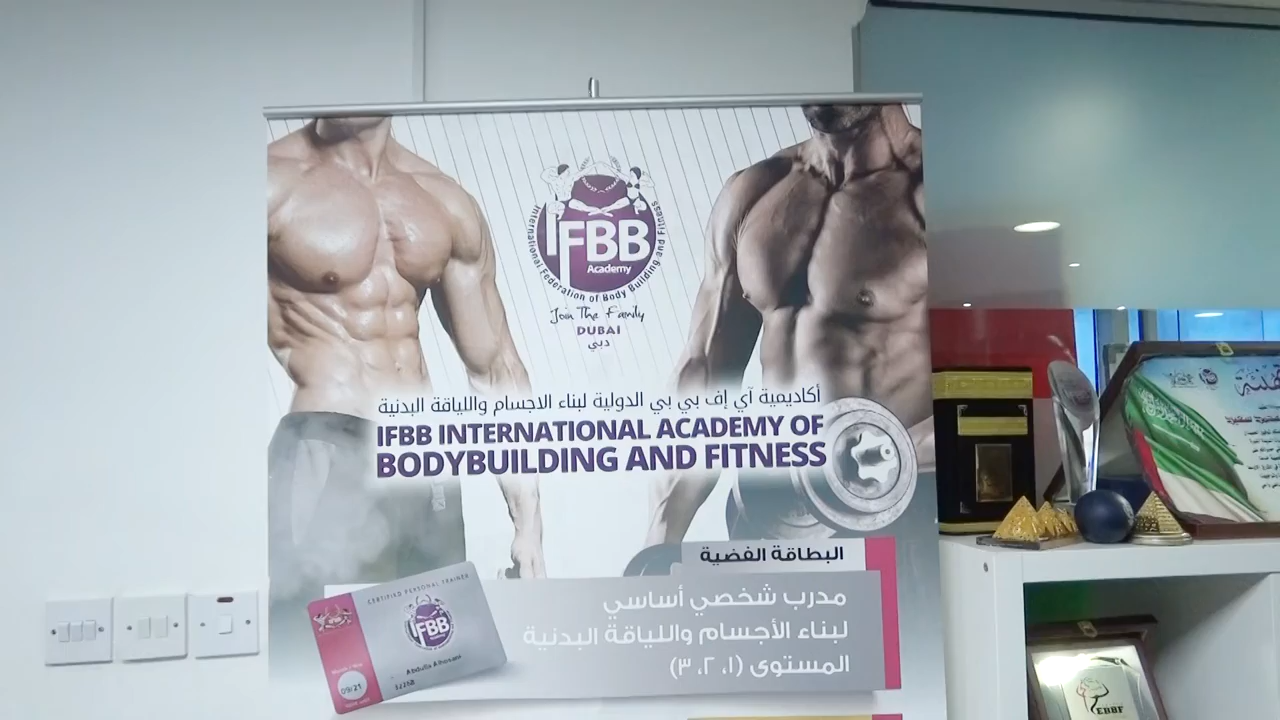 International Federation of Body Building and Fitness
IFBB
Academy
Join The Family
DUBAI
دبي
أكاديمية آي إف بي بي الدولية لبناء الاجسام واللياقة البدنية
IFBB INTERNATIONAL ACADEMY OF
BODYBUILDING AND FITNESS
البطاقة الفضية
مدرب شخصي أساسي
لبناء الأجسام واللياقة البدنية
المستوى (١، ٢، ٣)
CERTIFIED PERSONAL TRAINER
IFBB
09/21
EBBF